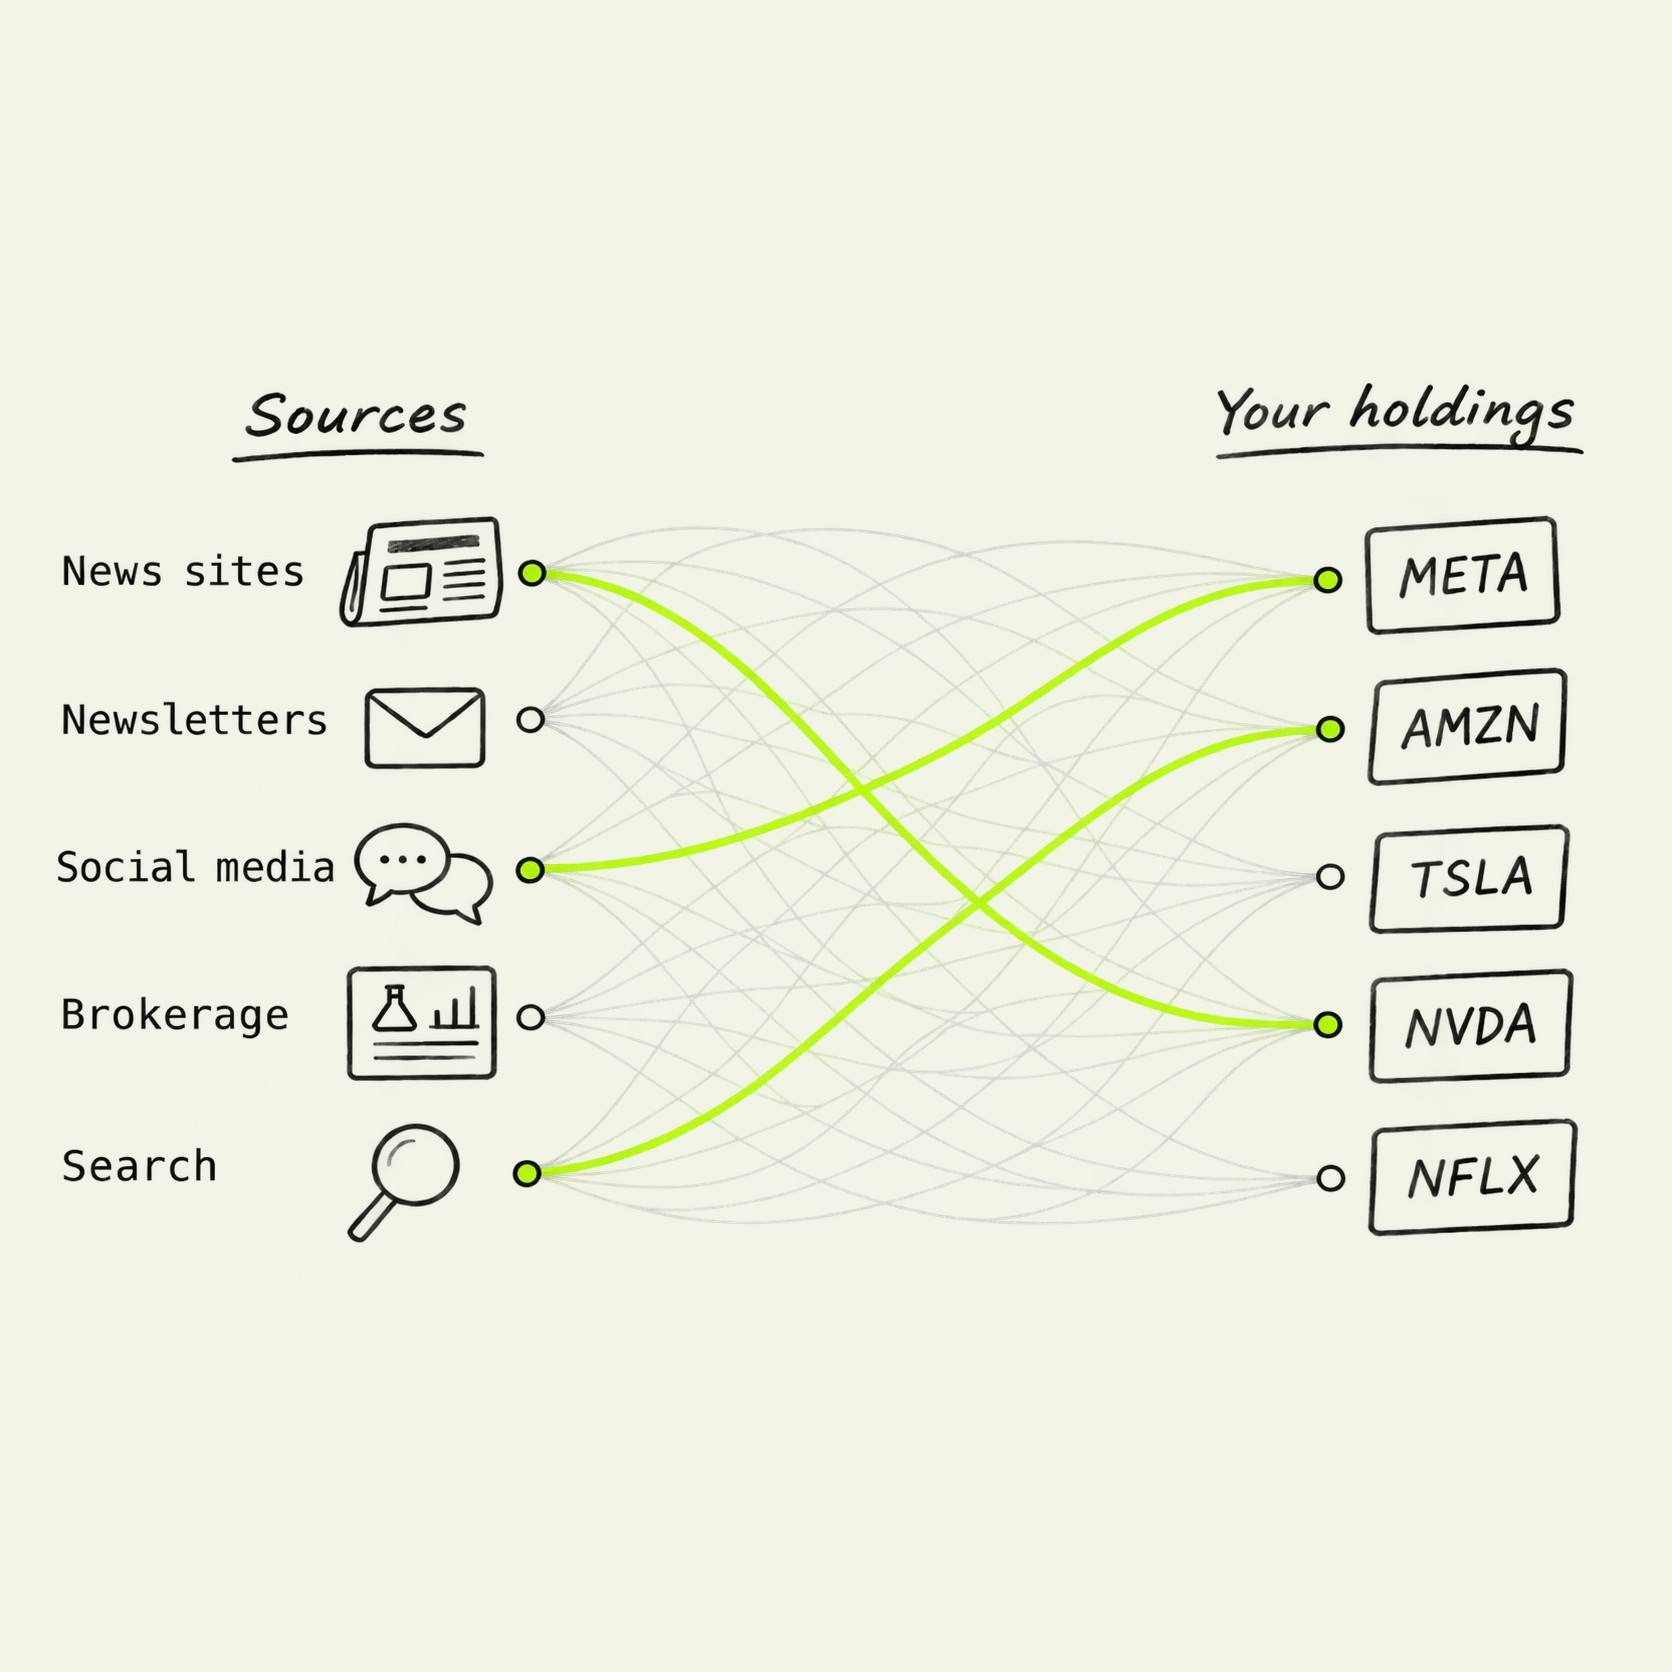 Sources
Your holdings
News sites
META
Newsletters
AMZN
Social media
TSLA
Brokerage
NVDA
Search
NFLX